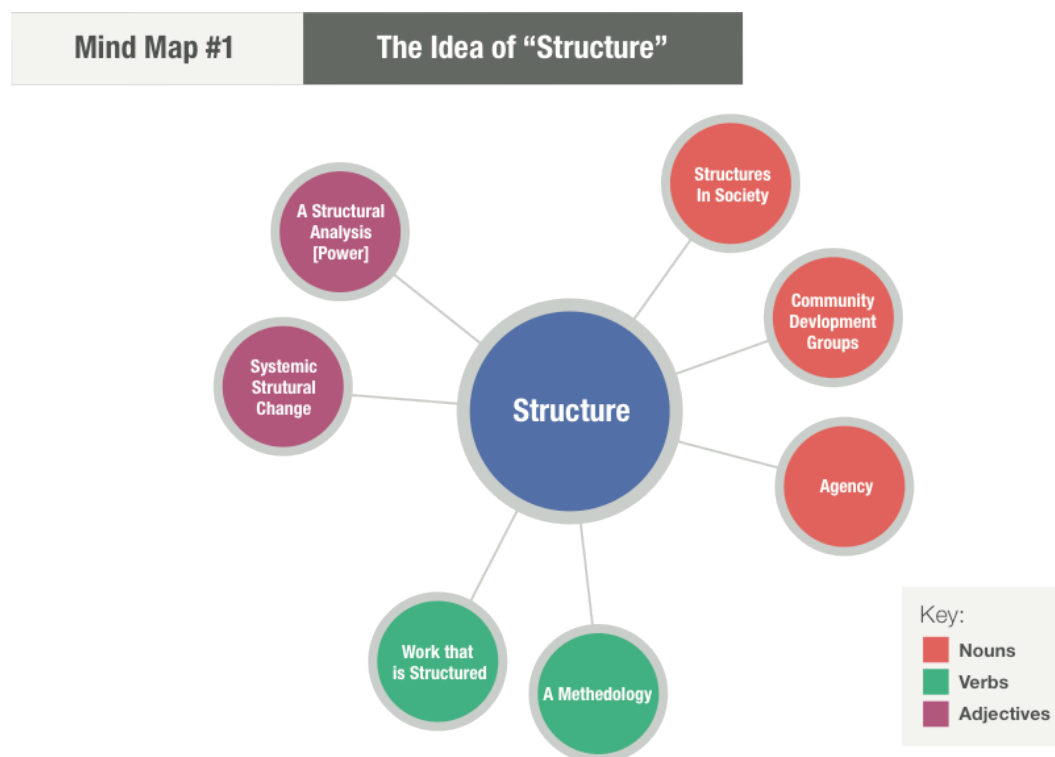 Mind Map #1
The Idea of “Structure”
Structures
In Society
A Structural
Analysis
[Power]
Community
Devlopment
Groups
Systemic
Strutural
Change
Structure
Agency
Work that
is Structured
A Methedology
Key:
Nouns
Verbs
Adjectives